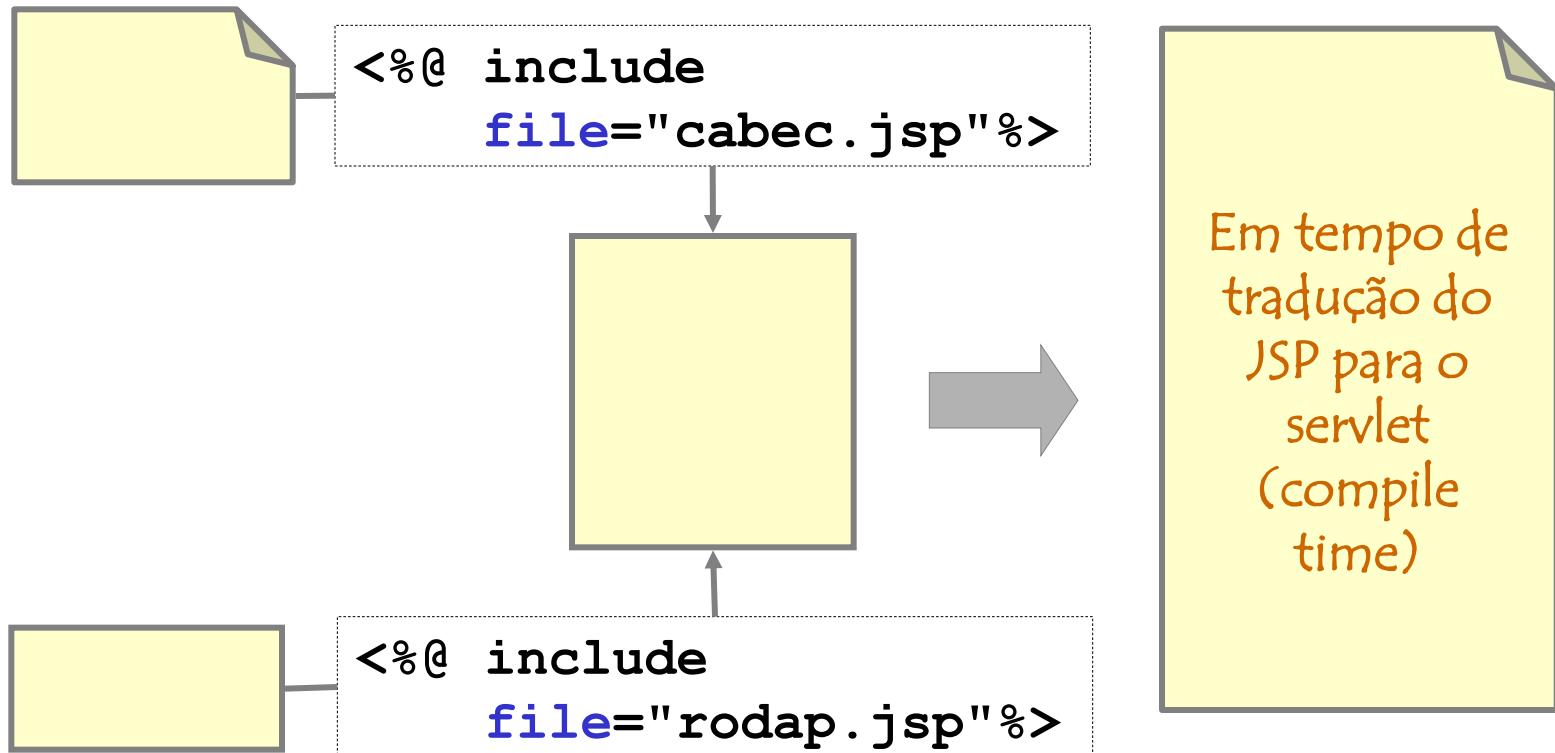 <%@ include
file="cabec.jsp"%>
Em tempo de
tradução do
JSP para o
servlet
(compile
time)
<%@ include
file="rodap.jsp"%>